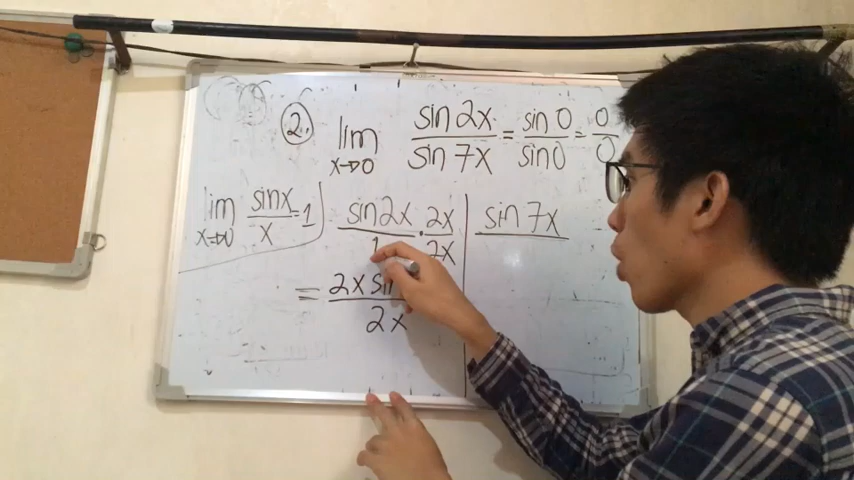 2. lim x→0 sin 2x / sin 7x = sin 0 / sin 0 = 0 / 0
lim x→0 sin x / x = 1
sin 2x / 1 · 2x / 2x
= 2x sin / 2x
sin 7x